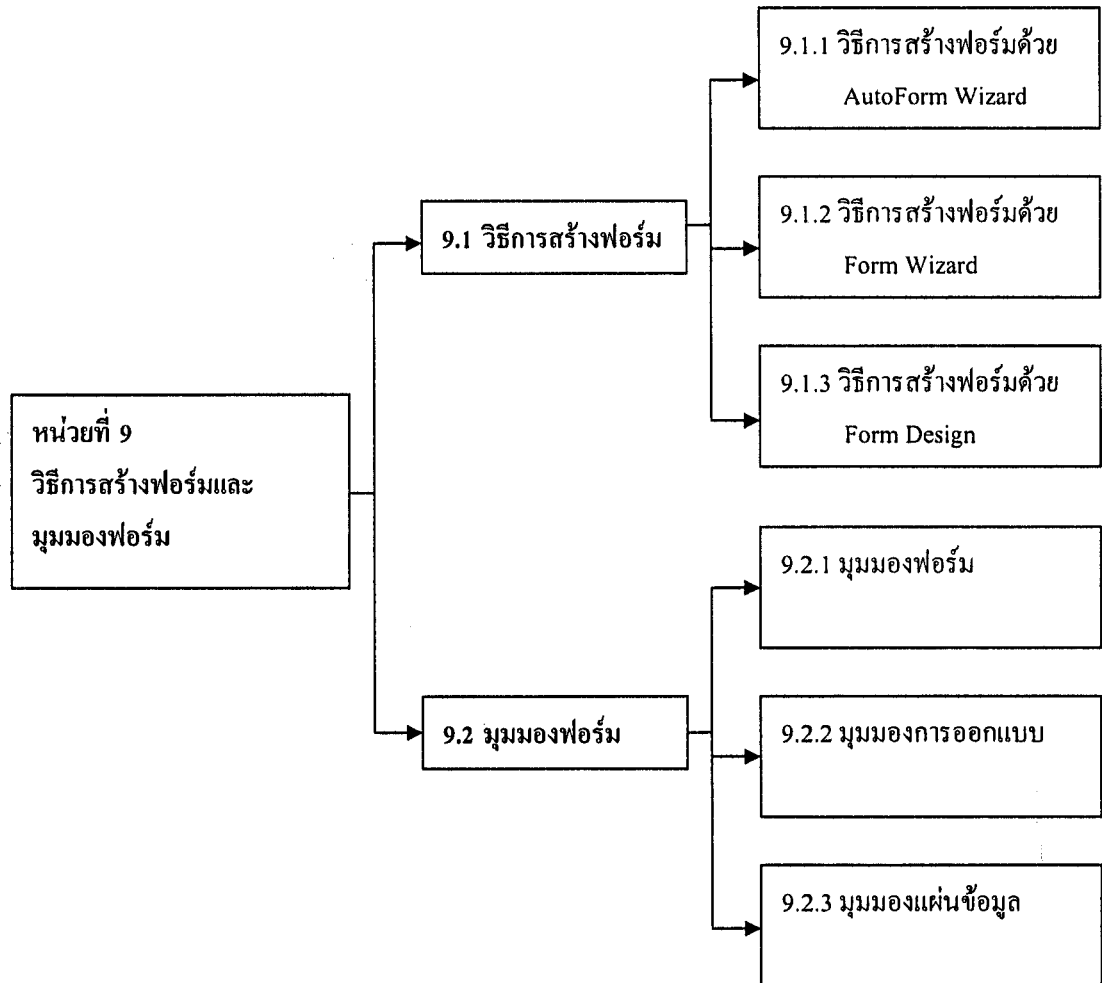 หน่วยที่ 9
วิธีการสร้างฟอร์มและ
มุมมองฟอร์ม
9.1 วิธีการสร้างฟอร์ม
9.1.1 วิธีการสร้างฟอร์มด้วย
AutoForm Wizard
9.1.2 วิธีการสร้างฟอร์มด้วย
Form Wizard
9.1.3 วิธีการสร้างฟอร์มด้วย
Form Design
9.2 มุมมองฟอร์ม
9.2.1 มุมมองฟอร์ม
9.2.2 มุมมองการออกแบบ
9.2.3 มุมมองแผ่นข้อมูล